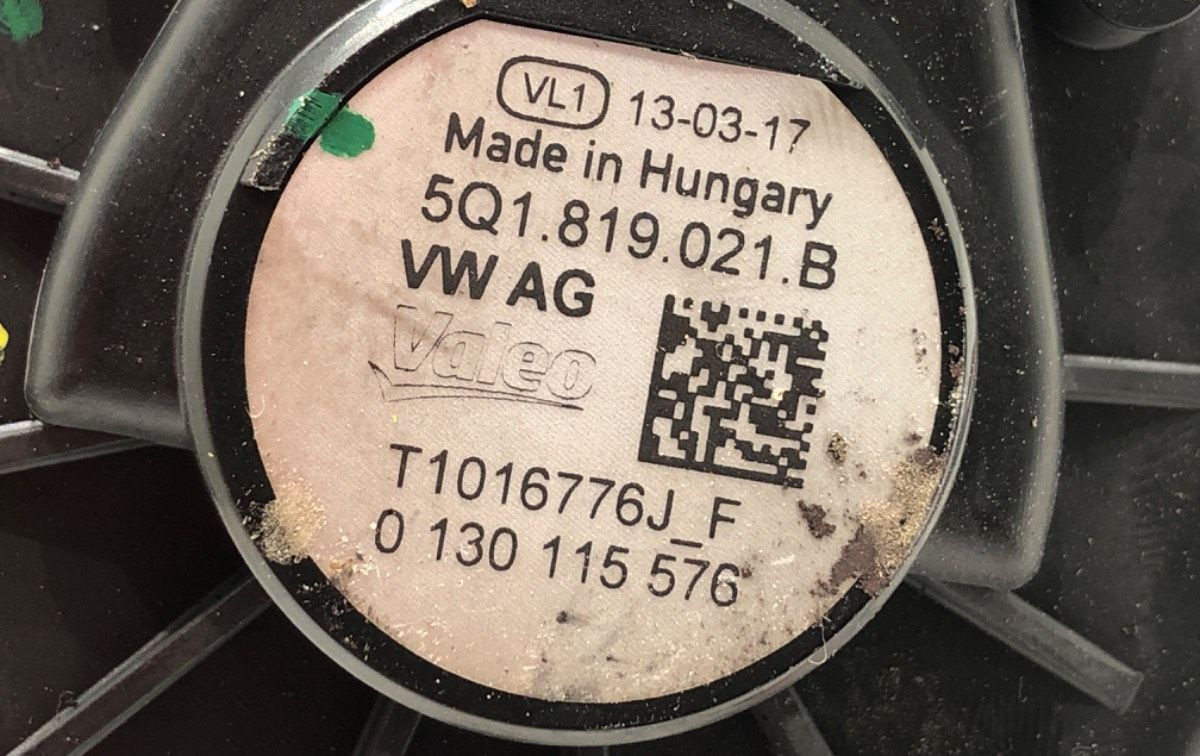 VL1 13-03-17
Made in Hungary
5Q1.819.021.B
VW AG
Valeo
T1016776J_F
0 130 115 576